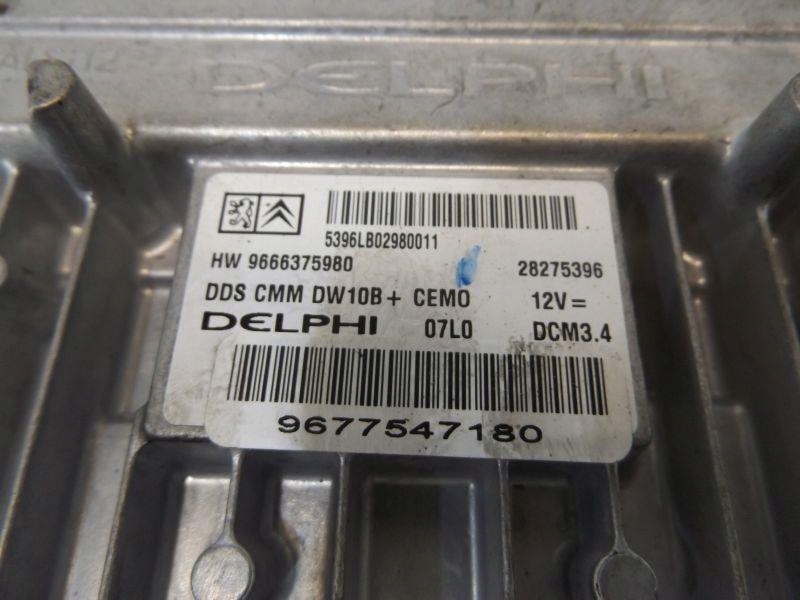 DELPHI
5396LB02980011
HW 9666375980 28275396
DDS CMM DW10B+ CEMO 12V=
DELPHI 07L0 DCM3.4
9677547180